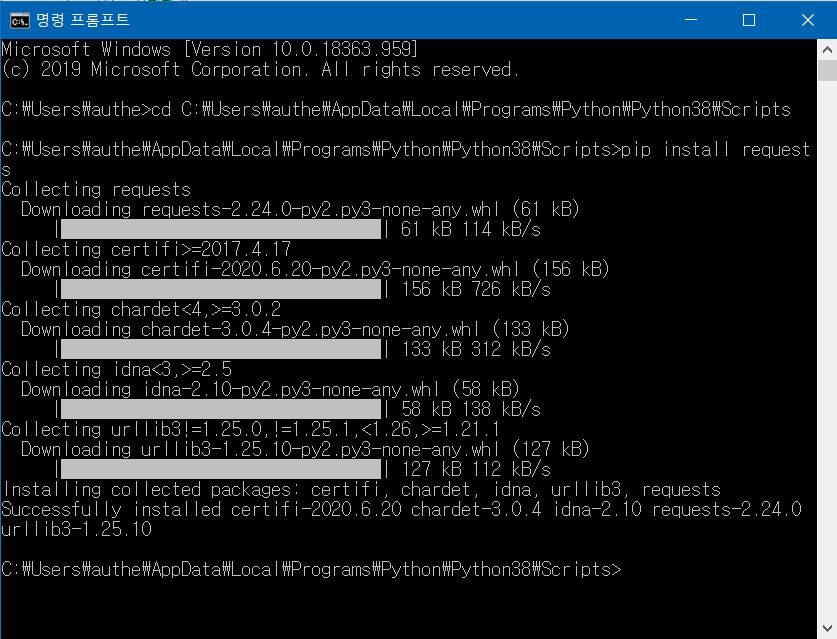 명령 프롬프트
Microsoft Windows [Version 10.0.18363.959]
(c) 2019 Microsoft Corporation. All rights reserved.
C:₩Users₩authe>cd C:₩Users₩authe₩AppData₩Local₩Programs₩Python₩Python38₩Scripts
C:₩Users₩authe₩AppData₩Local₩Programs₩Python₩Python38₩Scripts>pip install request
s
Collecting requests
Downloading requests-2.24.0-py2.py3-none-any.whl (61 kB)
| | 61 kB 114 kB/s
Collecting certifi>=2017.4.17
Downloading certifi-2020.6.20-py2.py3-none-any.whl (156 kB)
| | 156 kB 726 kB/s
Collecting chardet<4,>=3.0.2
Downloading chardet-3.0.4-py2.py3-none-any.whl (133 kB)
| | 133 kB 312 kB/s
Collecting idna<3,>=2.5
Downloading idna-2.10-py2.py3-none-any.whl (58 kB)
| | 58 kB 138 kB/s
Collecting urllib3!=1.25.0,!=1.25.1,<1.26,>=1.21.1
Downloading urllib3-1.25.10-py2.py3-none-any.whl (127 kB)
| | 127 kB 112 kB/s
Installing collected packages: certifi, chardet, idna, urllib3, requests
Successfully installed certifi-2020.6.20 chardet-3.0.4 idna-2.10 requests-2.24.0
urllib3-1.25.10
C:₩Users₩authe₩AppData₩Local₩Programs₩Python₩Python38₩Scripts>